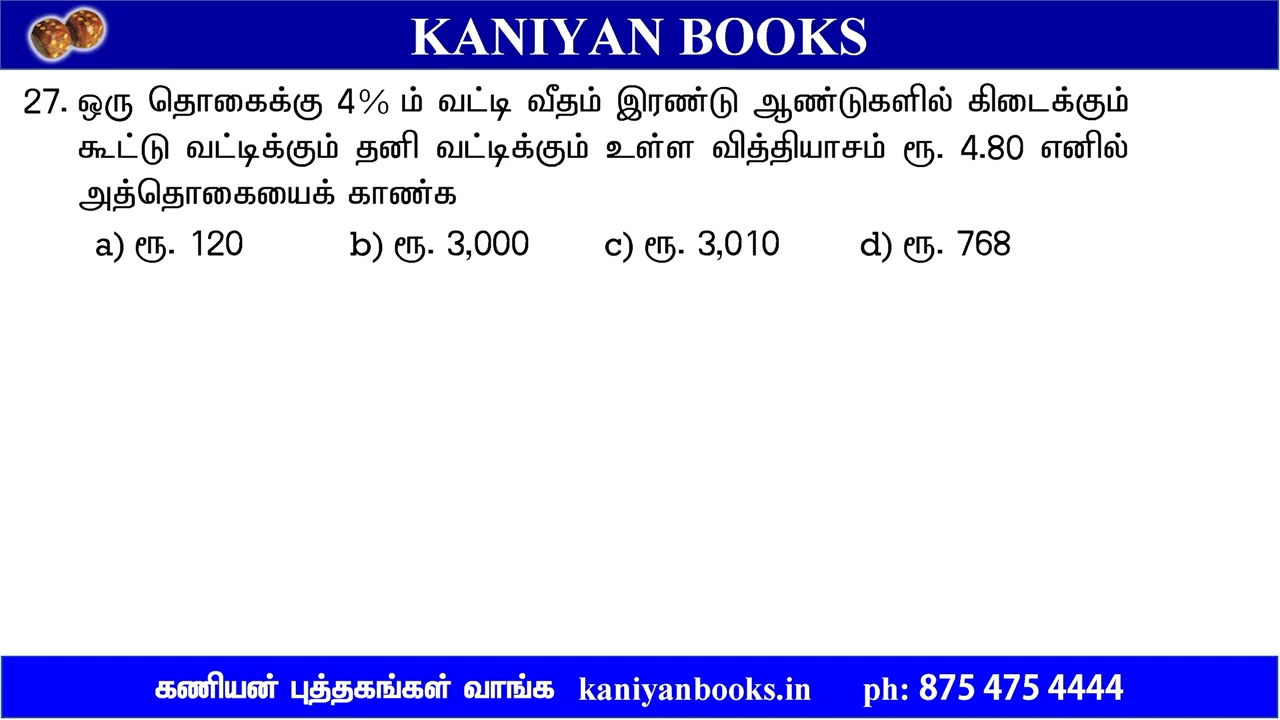 KANIYAN BOOKS
27. ஒரு தொகைக்கு 4% ம் வட்டி வீதம் இரண்டு ஆண்டுகளில் கிடைக்கும்
கூட்டு வட்டிக்கும் தனி வட்டிக்கும் உள்ள வித்தியாசம் ரூ. 4.80 எனில்
அத்தொகையைக் காண்க
a) ரூ. 120 b) ரூ. 3,000 c) ரூ. 3,010 d) ரூ. 768
கணியன் புத்தகங்கள் வாங்க kaniyanbooks.in ph: 875 475 4444